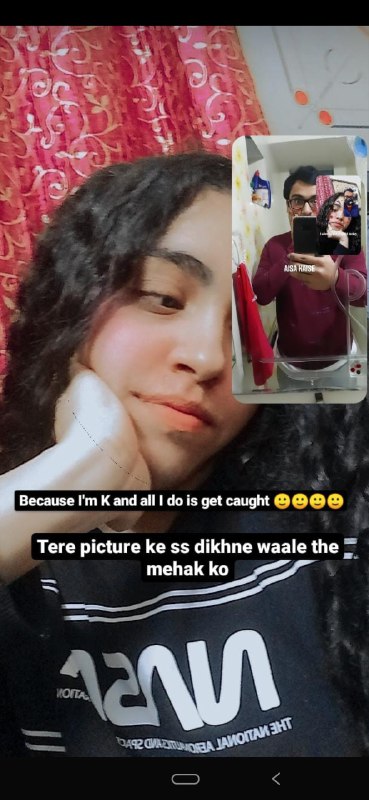 AISA HAISE
Because I'm K and all I do is get caught 🙂🙂🙂🙂
Tere picture ke ss dikhne waale the
mehak ko
NASA
THE NATIONAL AERONAUTICS AND SPACE